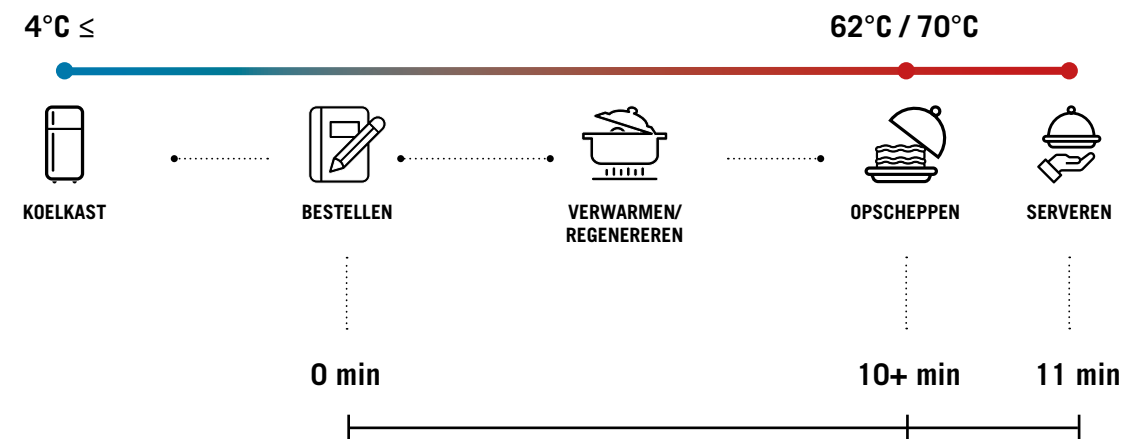 4°C ≤
62°C / 70°C
KOELKAST
BESTELLEN
VERWARMEN/
REGENEREREN
OPSCHEPPEN
SERVEREN
0 min
10+ min
11 min